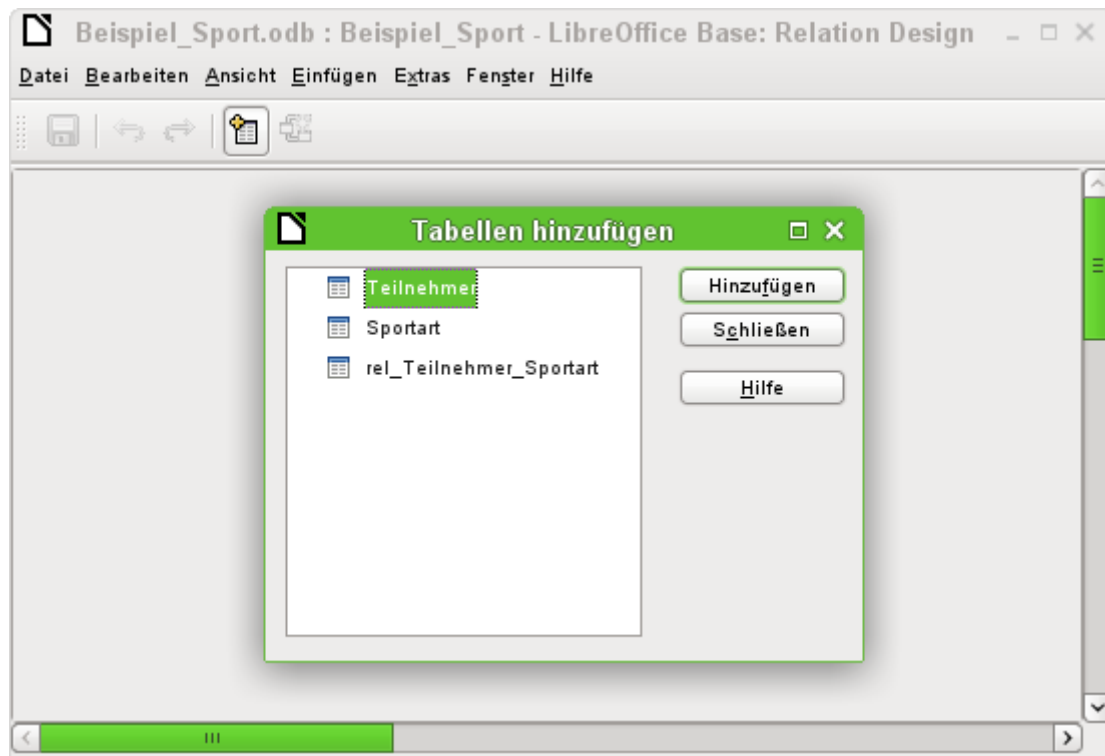 Beispiel_Sport.odb : Beispiel_Sport - LibreOffice Base: Relation Design
Datei Bearbeiten Ansicht Einfügen Extras Fenster Hilfe
Tabellen hinzufügen
Teilnehmer
Sportart
rel_Teilnehmer_Sportart
Hinzufügen
Schließen
Hilfe